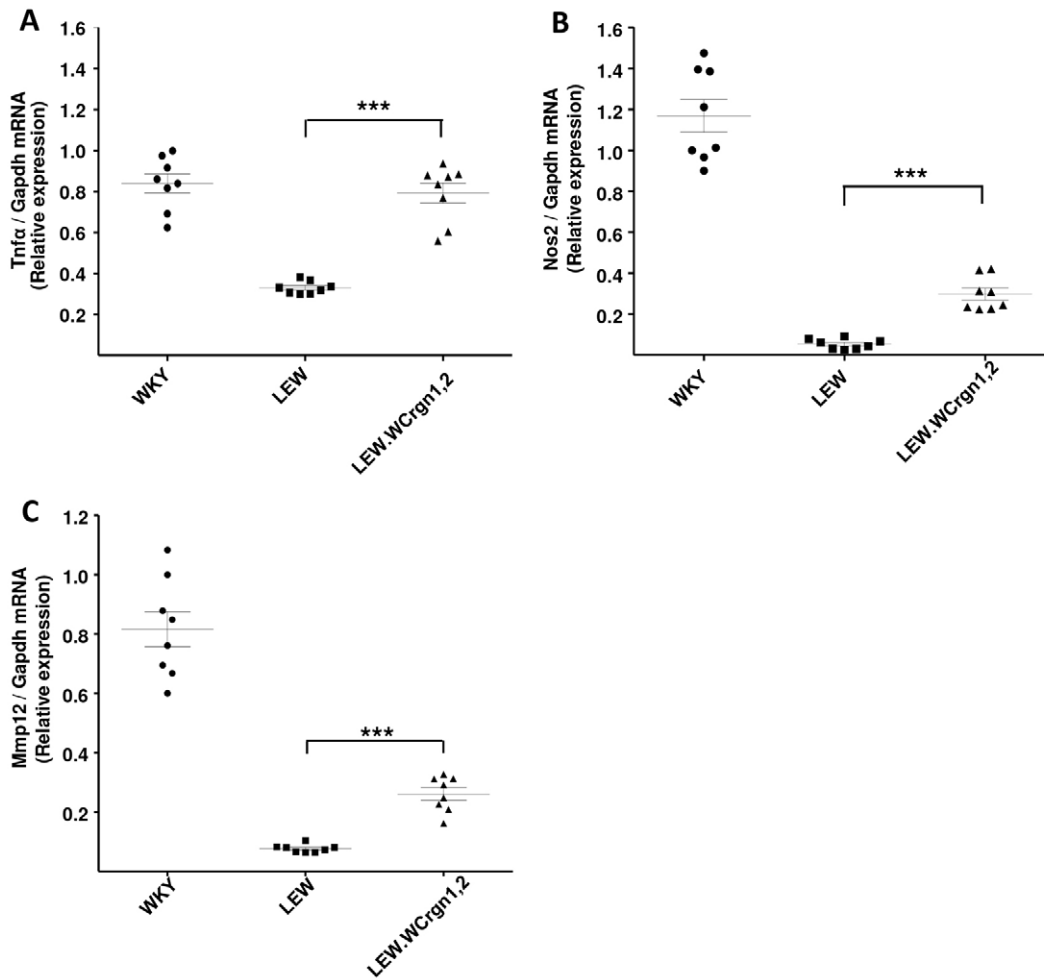 A
Tnfα / Gapdh mRNA
(Relative expression)
1.6
1.4
1.2
1.0
0.8
0.6
0.4
0.2
***
WKY
LEW
LEW.WCrgn1,2
B
Nos2 / Gapdh mRNA
(Relative expression)
1.6
1.4
1.2
1.0
0.8
0.6
0.4
0.2
***
WKY
LEW
LEW.WCrgn1,2
C
Mmp12 / Gapdh mRNA
(Relative expression)
1.2
1.0
0.8
0.6
0.4
0.2
***
WKY
LEW
LEW.WCrgn1,2